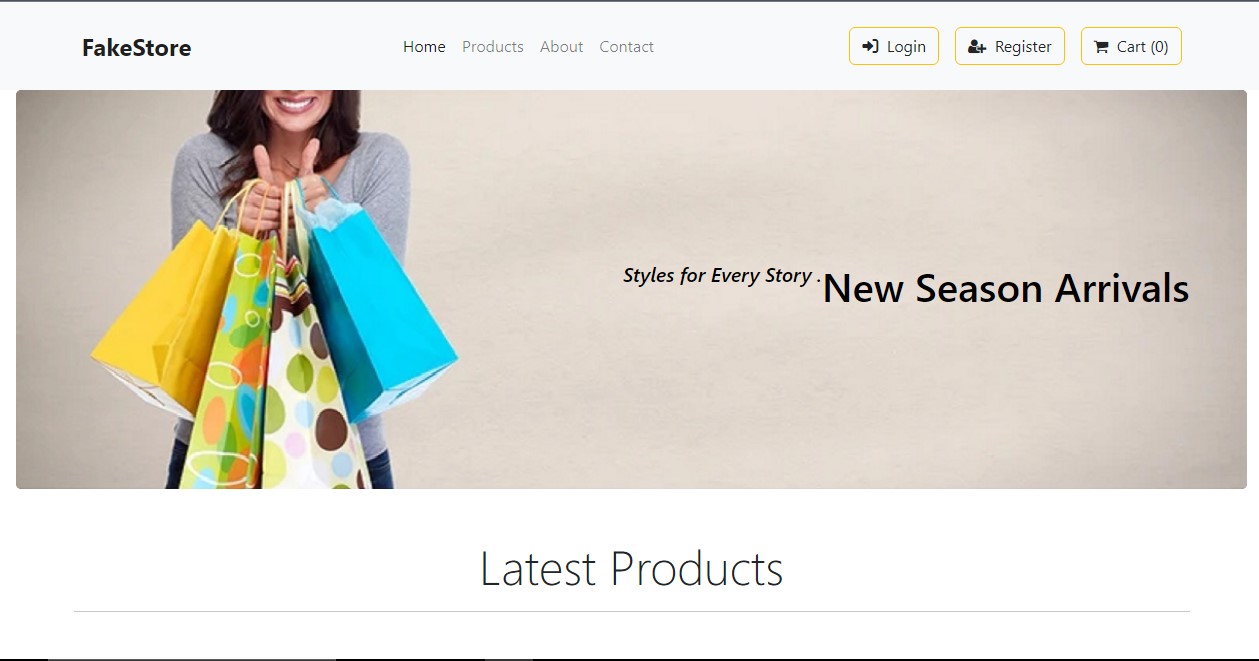 FakeStore
Home Products About Contact
Login Register Cart (0)
Styles for Every Story .
New Season Arrivals
Latest Products